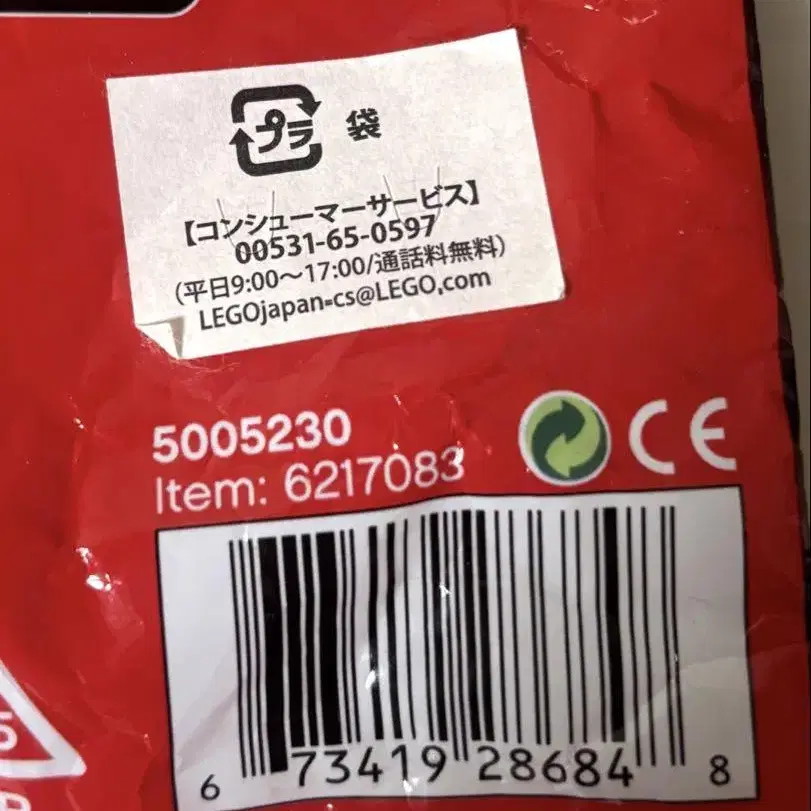 プラ 袋
【コンシューマーサービス】
00531-65-0597
(平日9:00～17:00/通話料無料)
LEGOjapan-cs@LEGO.com
5005230
Item: 6217083
CE
6 73419 28684 8